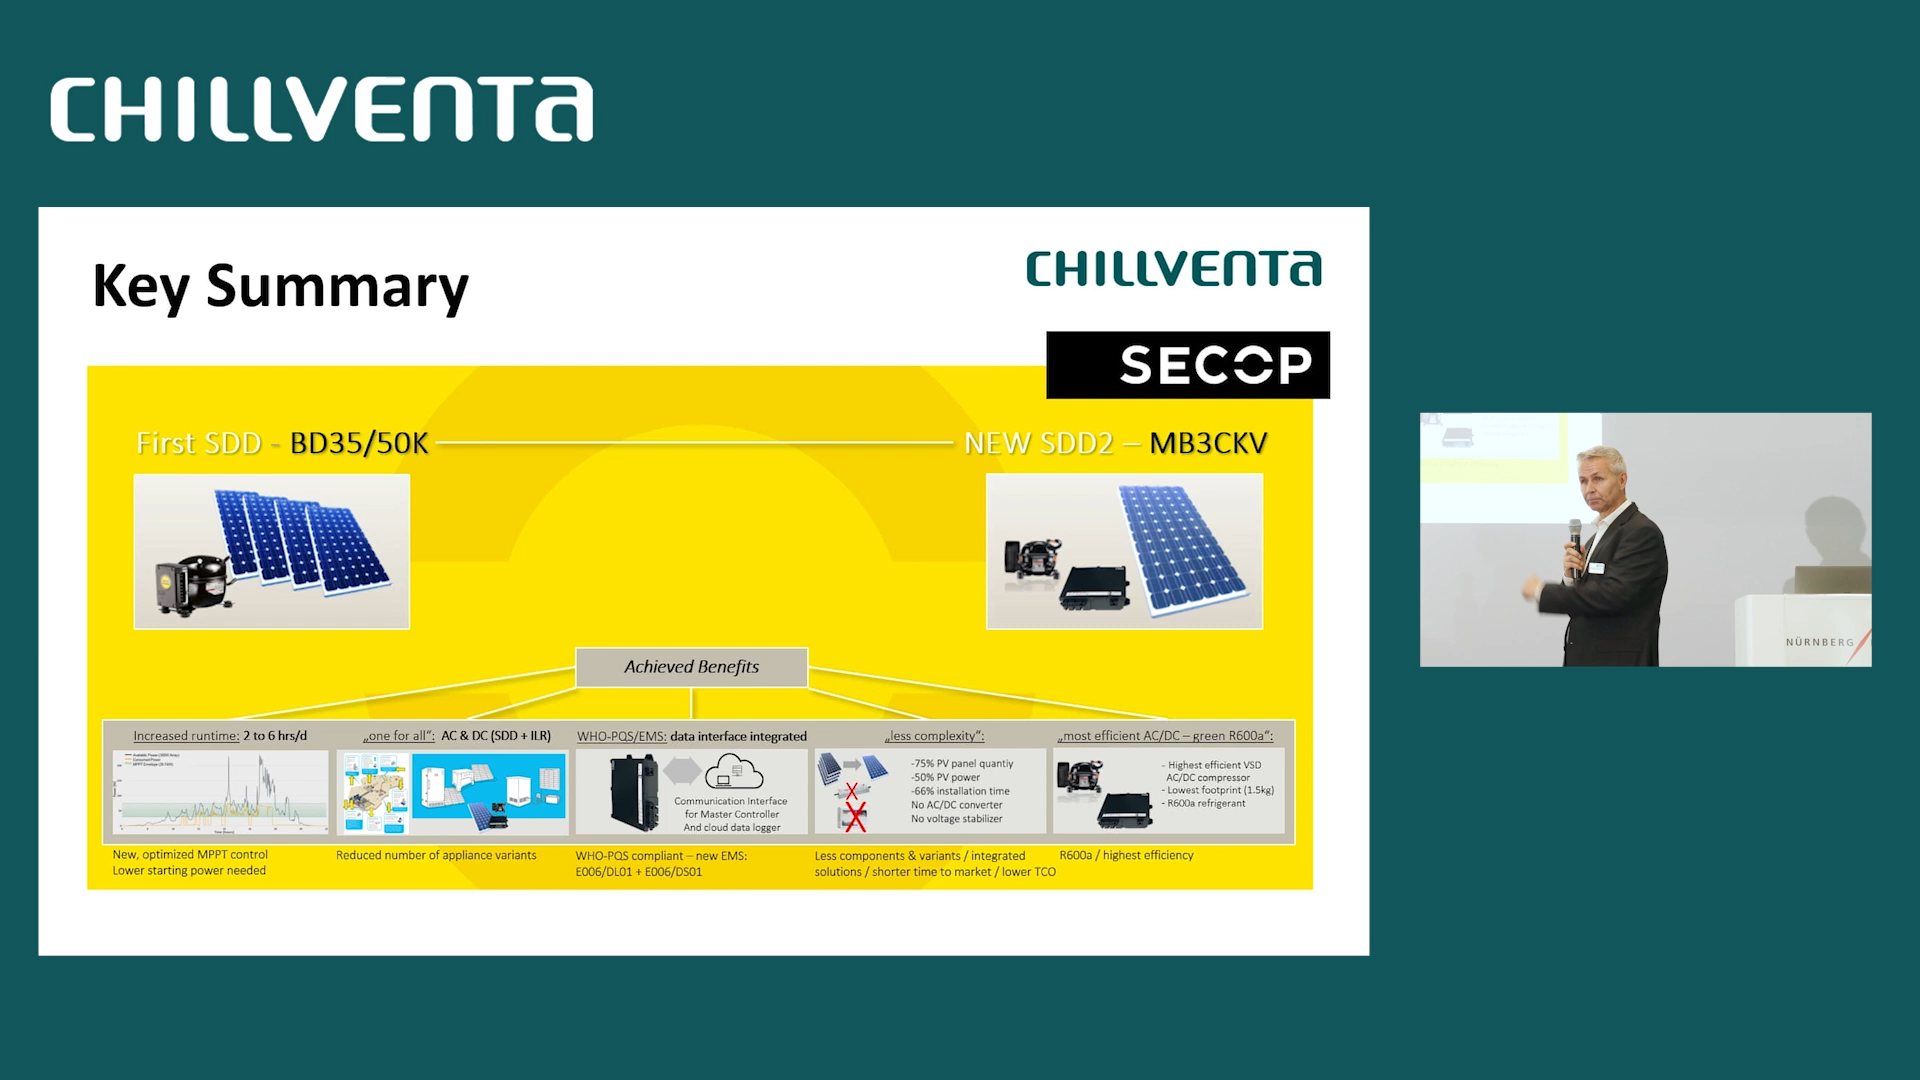 CHILLVENTA
Key Summary
CHILLVENTA
SECOP
First SDD - BD35/50K
NEW SDD2 – MB3CKV
Achieved Benefits
Increased runtime: 2 to 6 hrs/d
„one for all“: AC & DC (SDD + ILR)
WHO-PQS/EMS: data interface integrated
„less complexity“:
„most efficient AC/DC – green R600a“:
Communication Interface
for Master Controller
And cloud data logger
-75% PV panel quantiy
-50% PV power
-66% installation time
No AC/DC converter
No voltage stabilizer
- Highest efficient VSD
AC/DC compressor
- Lowest footprint (1.5kg)
- R600a refrigerant
New, optimized MPPT control
Lower starting power needed
Reduced number of appliance variants
WHO-PQS compliant – new EMS:
E006/DL01 + E006/DS01
Less components & variants / integrated
solutions / shorter time to market / lower TCO
R600a / highest efficiency
NÜRNBERG